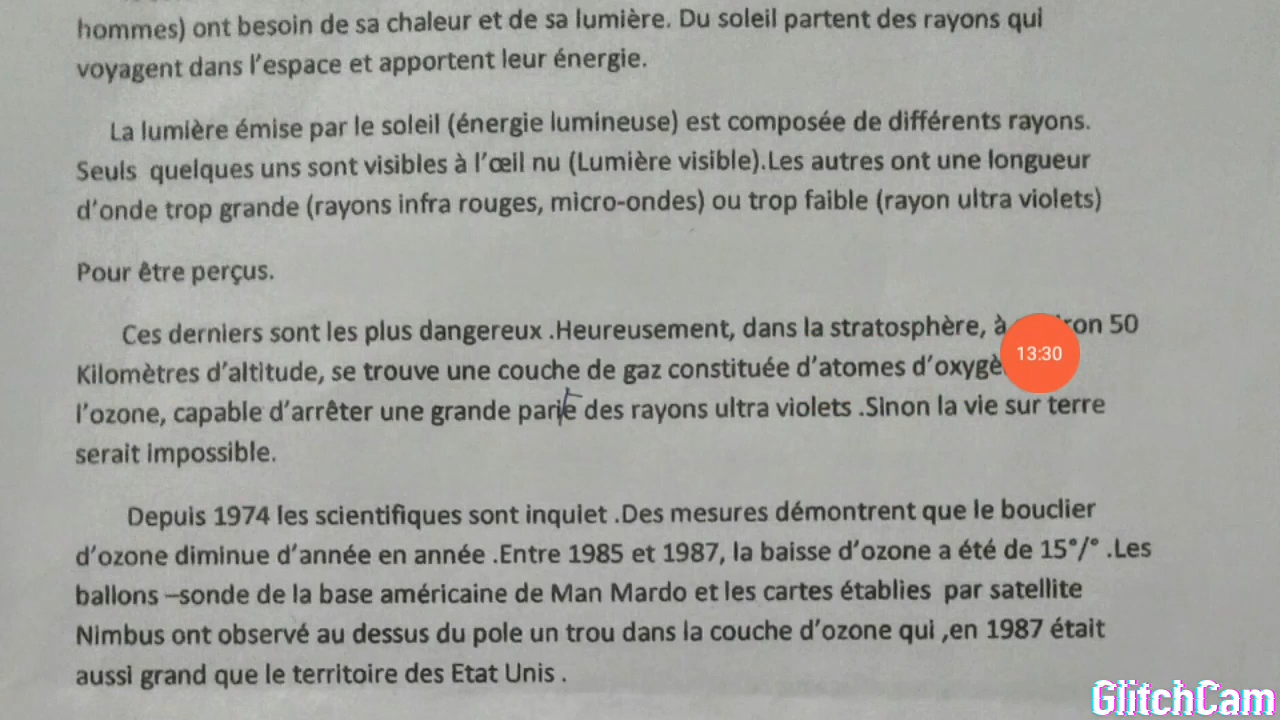 hommes) ont besoin de sa chaleur et de sa lumière. Du soleil partent des rayons qui
voyagent dans l'espace et apportent leur énergie.
La lumière émise par le soleil (énergie lumineuse) est composée de différents rayons.
Seuls quelques uns sont visibles à l'œil nu (Lumière visible).Les autres ont une longueur
d'onde trop grande (rayons infra rouges, micro-ondes) ou trop faible (rayon ultra violets)
Pour être perçus.
Ces derniers sont les plus dangereux .Heureusement, dans la stratosphère, à 50
13:30
Kilomètres d'altitude, se trouve une couche de gaz constituée d'atomes
l'ozone, capable d'arrêter une grande parie des rayons ultra violets .Sinon la vie sur terre
serait impossible.
Depuis 1974 les scientifiques sont inquiet .Des mesures démontrent que le bouclier
d'ozone diminue d'année en année .Entre 1985 et 1987, la baisse d'ozone a été de 15°/° .Les
ballons –sonde de la base américaine de Man Mardo et les cartes établies par satellite
Nimbus ont observé au dessus du pole un trou dans la couche d'ozone qui ,en 1987 était
aussi grand que le territoire des Etat Unis .
GlitchCam